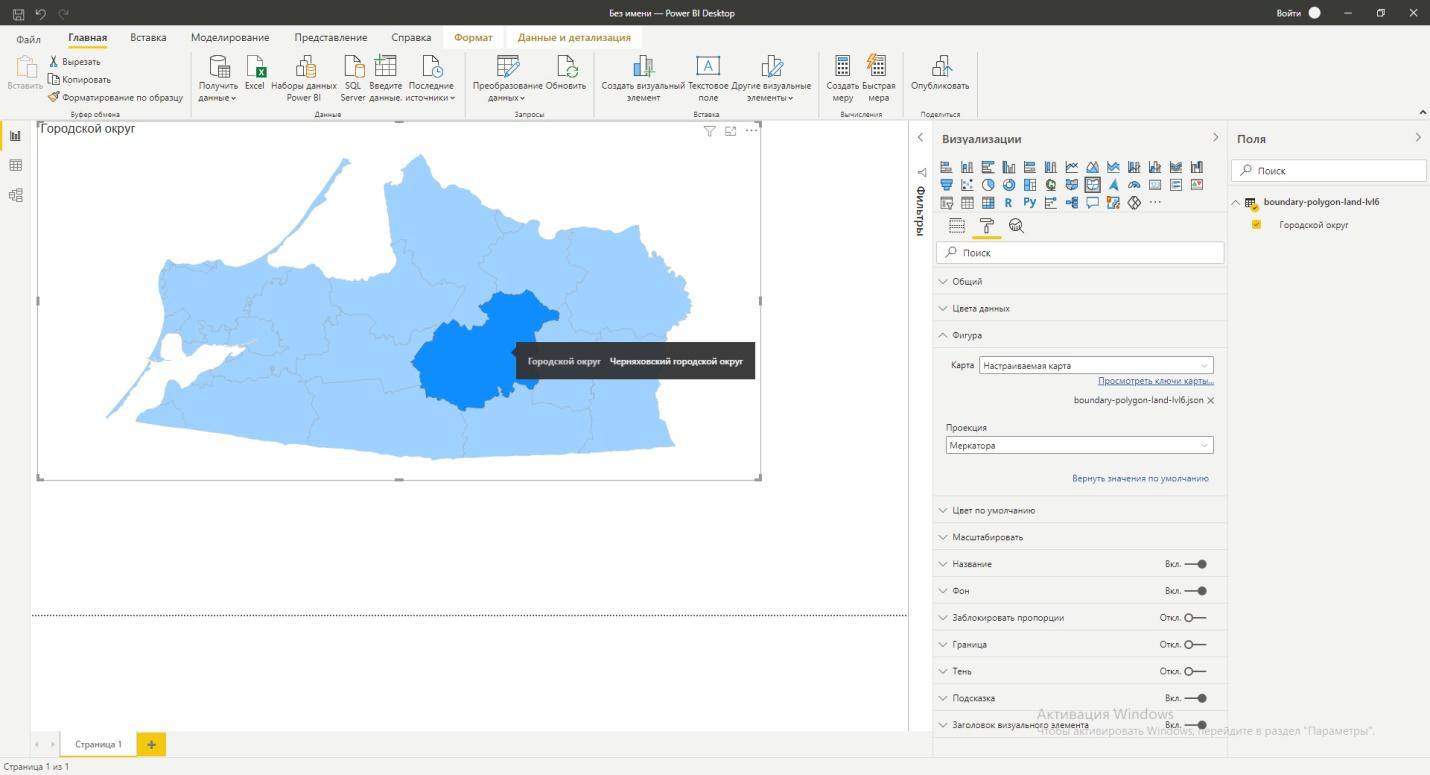 Без имени — Power BI Desktop
Войти
Файл
Главная
Вставка
Моделирование
Представление
Справка
Формат
Данные и детализация
Вставить
Вырезать
Копировать
Форматирование по образцу
Буфер обмена
Получить данные
Excel
Наборы данных Power BI
SQL Server
Введите данные.
Последние источники
Данные
Преобразование данных
Обновить
Запросы
Создать визуальный элемент
Текстовое поле
Другие визуальные элементы
Вставка
Создать меру
Быстрая мера
Вычисления
Опубликовать
Поделиться
Городской округ
Городской округ Черняховский городской округ
Фильтры
Визуализации
R
Py
Поиск
Общий
Цвета данных
Фигура
Карта
Настраиваемая карта
Просмотреть ключи карты...
boundary-polygon-land-lvl6.json
Проекция
Меркатора
Вернуть значения по умолчанию
Цвет по умолчанию
Масштабировать
Название Вкл.
Фон Вкл.
Заблокировать пропорции Откл.
Граница Откл.
Тень Откл.
Подсказка Вкл.
Заголовок визуального элемента Вкл.
Поля
Поиск
boundary-polygon-land-lvl6
Городской округ
Активация Windows
Чтобы активировать Windows, перейдите в раздел "Параметры".
Страница 1
Страница 1 из 1